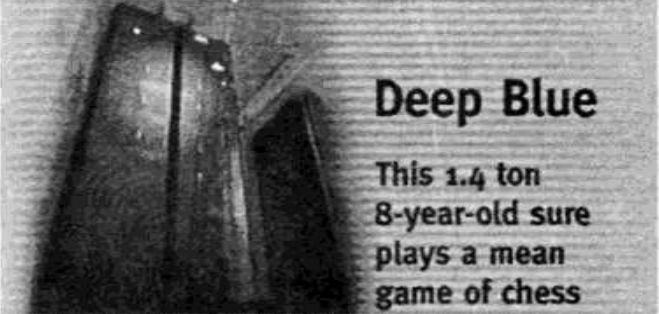 Deep Blue
This 1.4 ton
8-year-old sure
plays a mean
game of chess